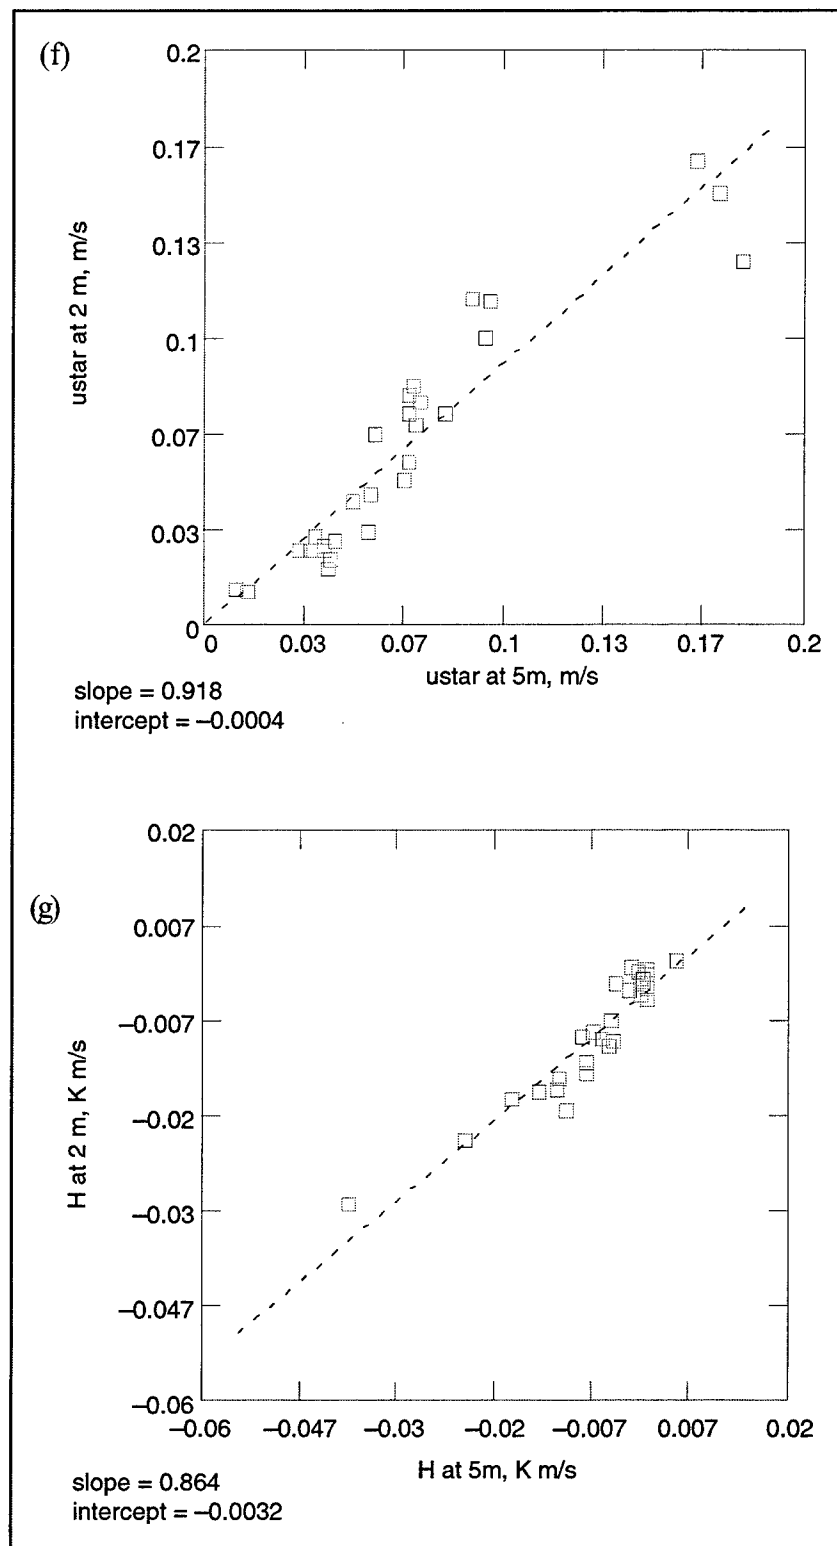 (f)
0.2
0.17
0.13
0.1
0.07
0.03
0
ustar at 2 m, m/s
0 0.03 0.07 0.1 0.13 0.17 0.2
ustar at 5m, m/s
slope = 0.918
intercept = –0.0004
(g)
0.02
0.007
–0.007
–0.02
–0.03
–0.047
–0.06
H at 2 m, K m/s
–0.06 –0.047 –0.03 –0.02 –0.007 0.007 0.02
H at 5m, K m/s
slope = 0.864
intercept = –0.0032